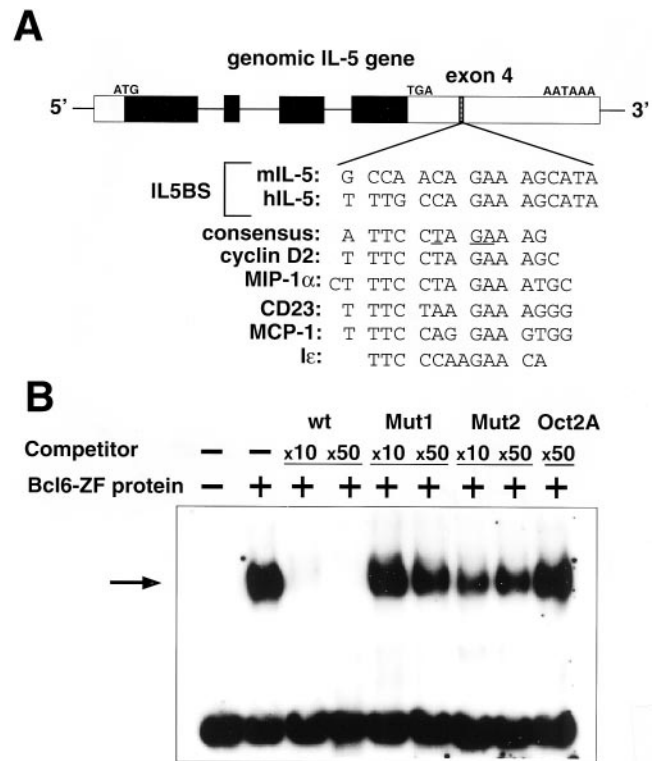 A
genomic IL-5 gene
exon 4
ATG TGA AATAAA
5’ 3’
IL5BS
mIL-5: G CCAA ACA GAA AGCATA
hIL-5: T TTG CCA GAA AGCATA
consensus: A TTC CTA GAA AG
cyclin D2: T TTC CTA GAA AGC
MIP-1α: CT TTC CTA GAA ATGC
CD23: T TTC TAA GAA AGGG
MCP-1: T TTC CAG GAA GTGG
Iε: TTC CCAAGAA CA
B
wt Mut1 Mut2 Oct2A
Competitor − − x10 x50 x10 x50 x10 x50 x50
Bcl6-ZF protein − + + + + + + + +